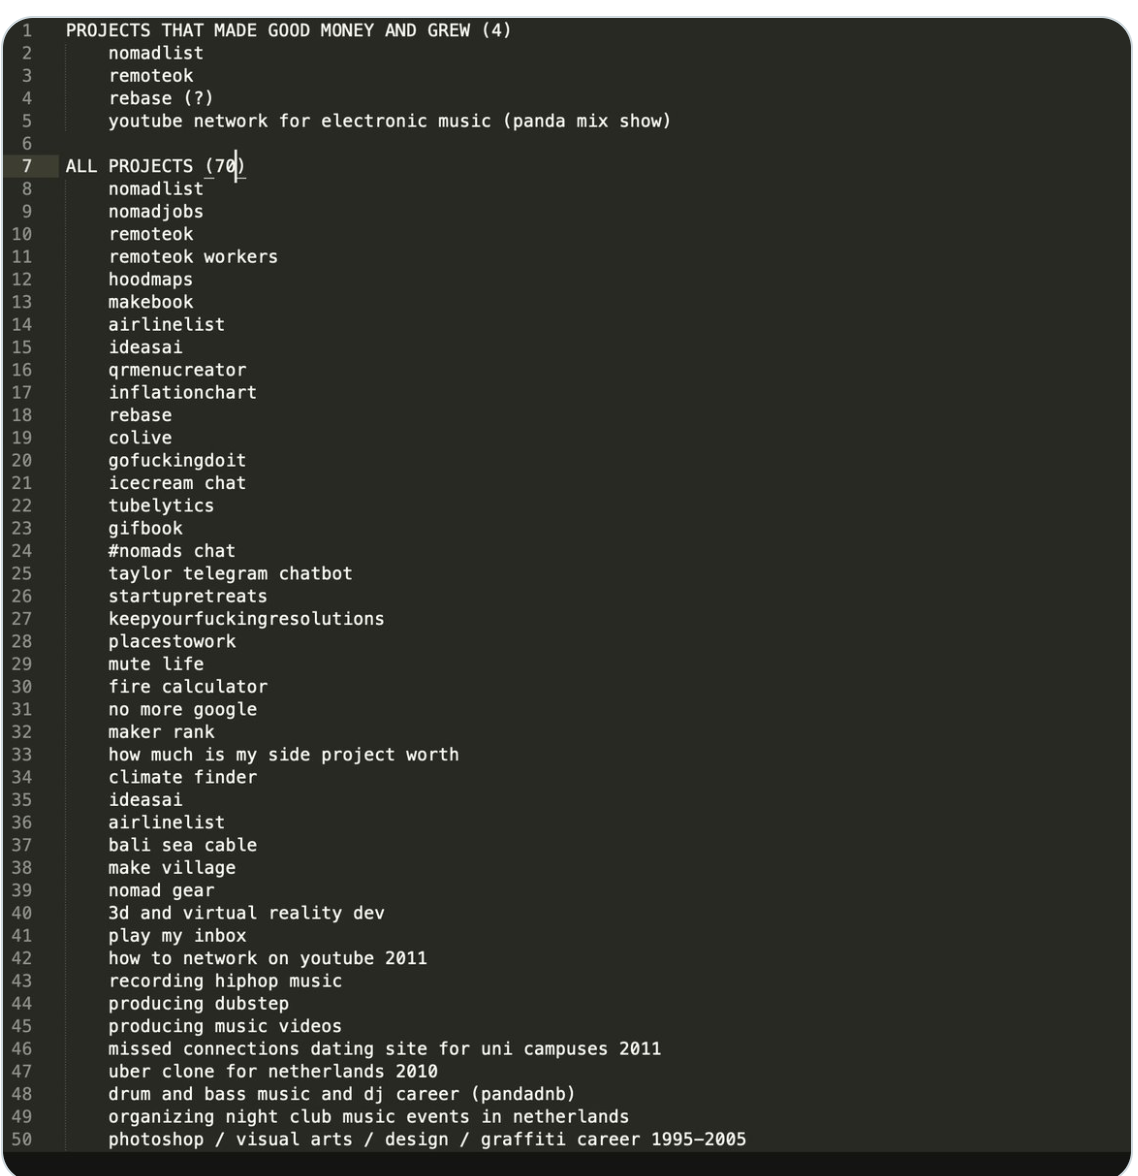 1 PROJECTS THAT MADE GOOD MONEY AND GREW (4)
2 nomadlist
3 remoteok
4 rebase (?)
5 youtube network for electronic music (panda mix show)
6
7 ALL PROJECTS (70)
8 nomadlist
9 nomadjobs
10 remoteok
11 remoteok workers
12 hoodmaps
13 makebook
14 airlinelist
15 ideasai
16 qrmenucreator
17 inflationchart
18 rebase
19 colive
20 gofuckingdoit
21 icecream chat
22 tubelytics
23 gifbook
24 #nomads chat
25 taylor telegram chatbot
26 startupretreats
27 keepyourfuckingresolutions
28 placestowork
29 mute life
30 fire calculator
31 no more google
32 maker rank
33 how much is my side project worth
34 climate finder
35 ideasai
36 airlinelist
37 bali sea cable
38 make village
39 nomad gear
40 3d and virtual reality dev
41 play my inbox
42 how to network on youtube 2011
43 recording hiphop music
44 producing dubstep
45 producing music videos
46 missed connections dating site for uni campuses 2011
47 uber clone for netherlands 2010
48 drum and bass music and dj career (pandadnb)
49 organizing night club music events in netherlands
50 photoshop / visual arts / design / graffiti career 1995–2005